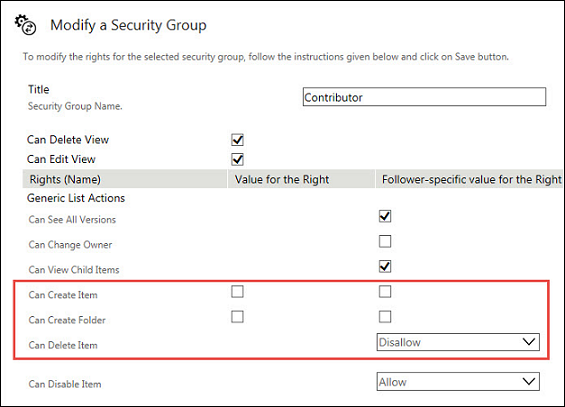 Modify a Security Group
To modify the rights for the selected security group, follow the instructions given below and click on Save button.
Title
Contributor
Security Group Name.
Can Delete View
Can Edit View
Rights (Name) Value for the Right Follower-specific value for the Right
Generic List Actions
Can See All Versions
Can Change Owner
Can View Child Items
Can Create Item
Can Create Folder
Can Delete Item Disallow
Can Disable Item Allow